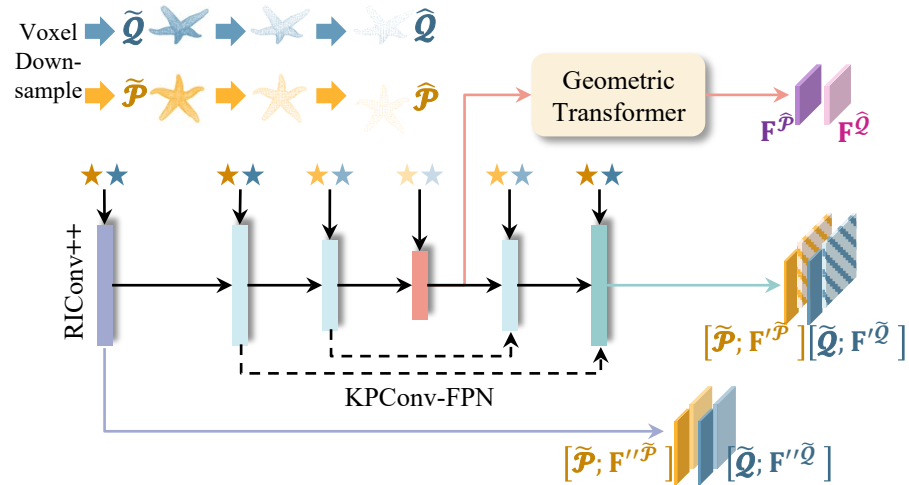 Voxel
Down-
sample
𝓠̃
𝓠̂
𝓟̃
𝓟̂
Geometric
Transformer
F^𝓟̂
F^𝓠̂
RIConv++
[𝓟̃; F′^𝓟̃][𝓠̃; F′^𝓠̃]
KPConv-FPN
[𝓟̃; F′′^𝓟̃]
[𝓠̃; F′′^𝓠̃]